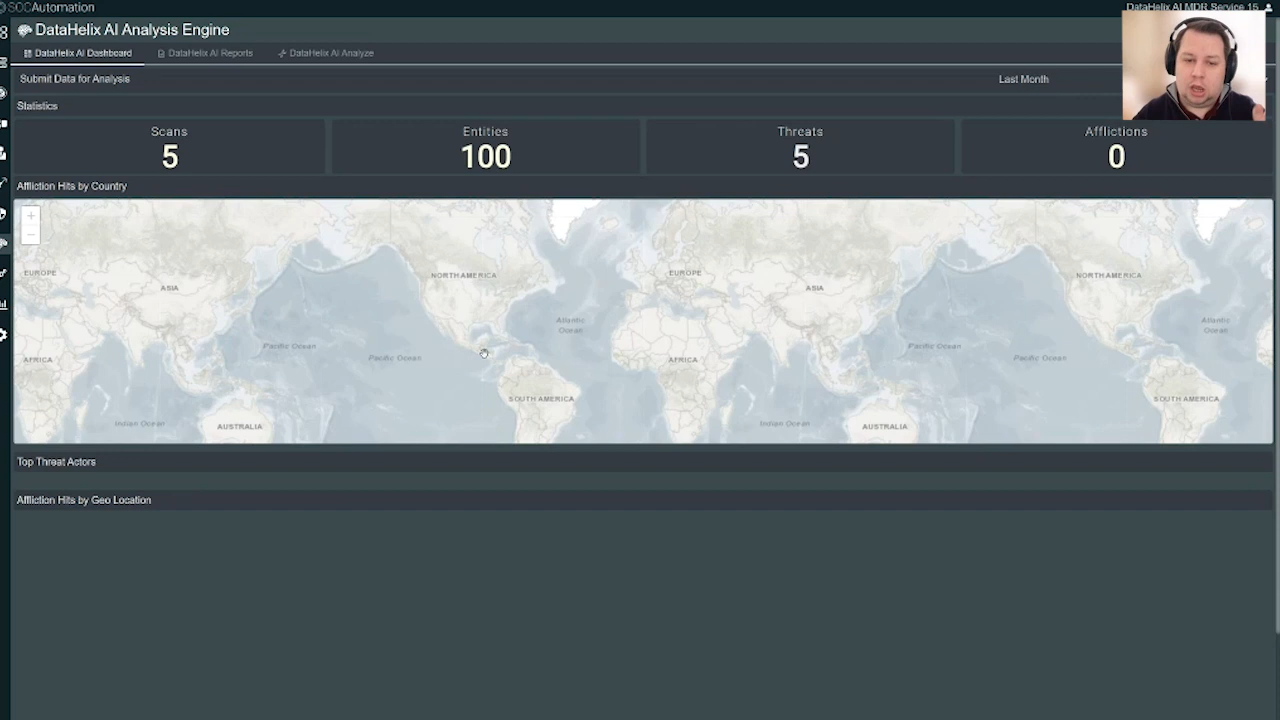 SOCAutomation
DataHelix AI MDR Service 15
DataHelix AI Analysis Engine
DataHelix AI Dashboard
DataHelix AI Reports
DataHelix AI Analyze
Submit Data for Analysis
Last Month
Statistics
Scans
Entities
Threats
Afflictions
5
100
5
0
Affliction Hits by Country
+
−
EUROPE
ASIA
NORTH AMERICA
EUROPE
ASIA
NORTH AMERICA
Atlantic
Ocean
Atlantic
Ocean
Pacific Ocean
Pacific Ocean
Pacific Ocean
Pacific Ocean
AFRICA
AFRICA
SOUTH AMERICA
SOUTH AMERICA
Indian Ocean
AUSTRALIA
Indian Ocean
AUSTRALIA
Top Threat Actors
Affliction Hits by Geo Location